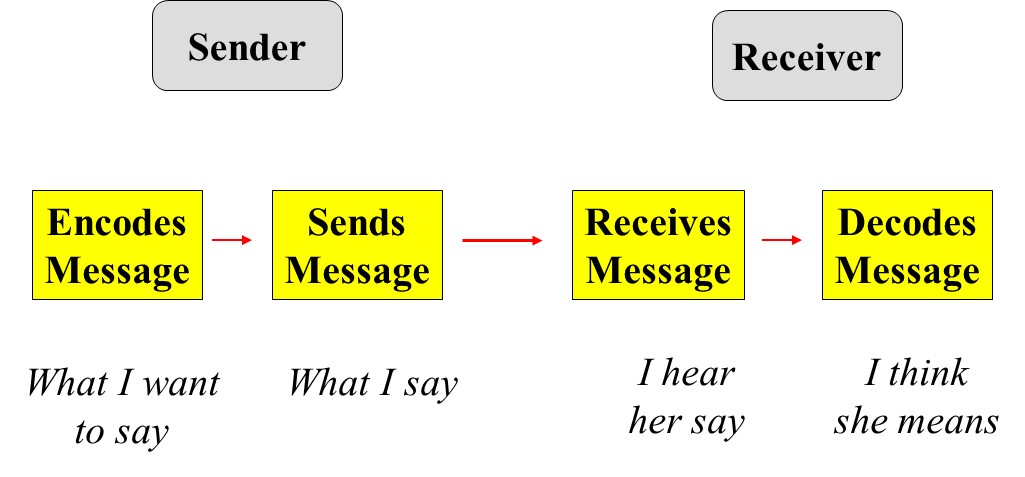 Sender
Receiver
Encodes
Message
Sends
Message
Receives
Message
Decodes
Message
What I want
to say
What I say
I hear
her say
I think
she means